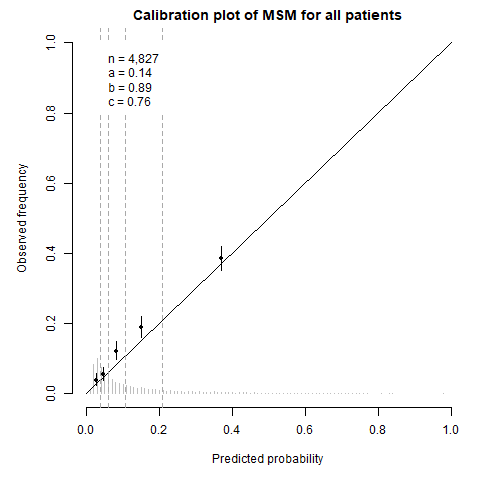 Calibration plot of MSM for all patients
n = 4,827
a = 0.14
b = 0.89
c = 0.76
1.0
0.8
0.6
0.4
0.2
0.0
Observed frequency
0.0 0.2 0.4 0.6 0.8 1.0
Predicted probability